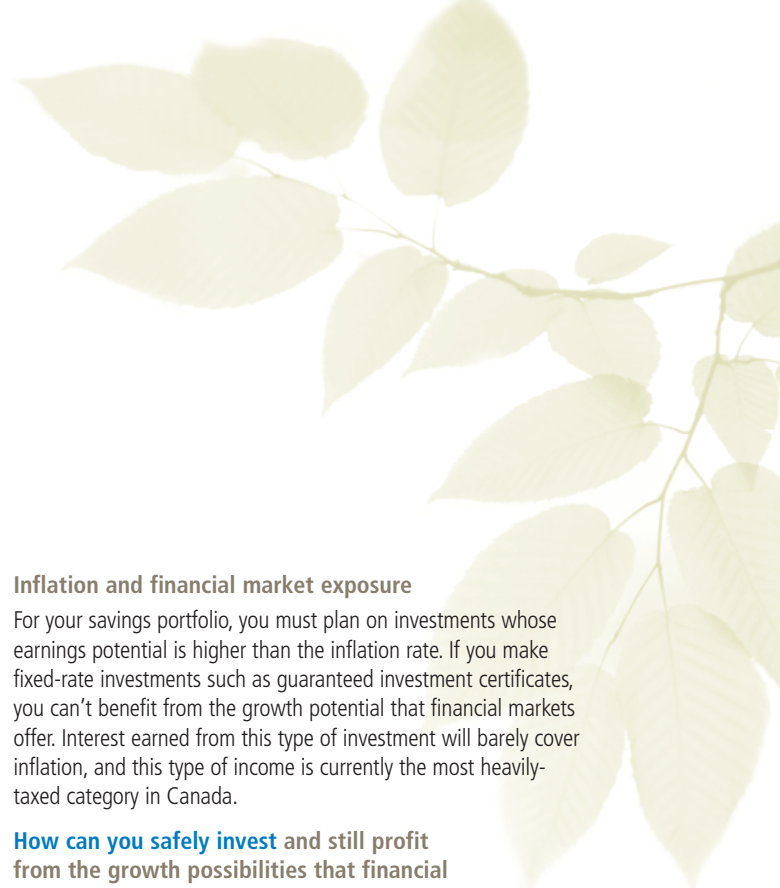 Inflation and financial market exposure
For your savings portfolio, you must plan on investments whose
earnings potential is higher than the inflation rate. If you make
fixed-rate investments such as guaranteed investment certificates,
you can’t benefit from the growth potential that financial markets
offer. Interest earned from this type of investment will barely cover
inflation, and this type of income is currently the most heavily-
taxed category in Canada.
How can you safely invest and still profit
from the growth possibilities that financial